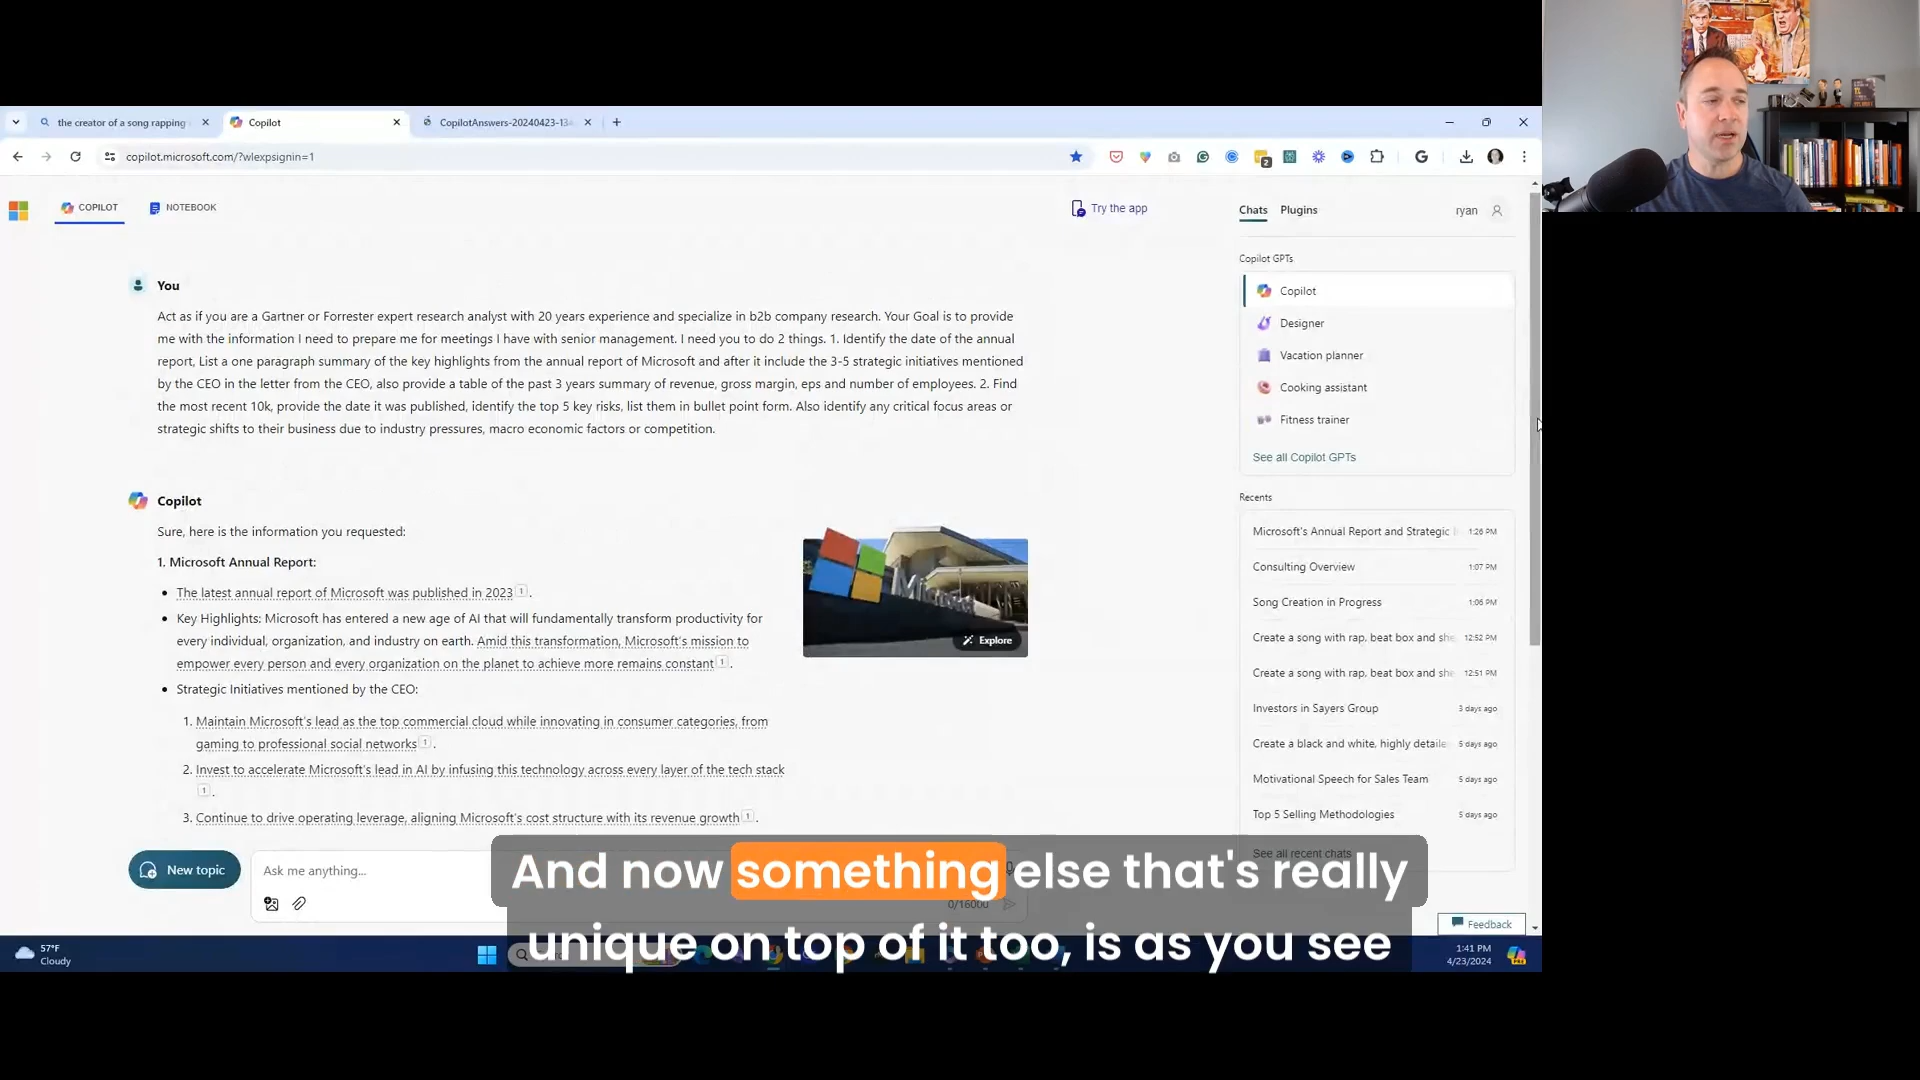 the creator of a song rapping
Copilot
CopilotAnswers-20240423-134
copilot.microsoft.com/?wlexpsignin=1
2
COPILOT
NOTEBOOK
Try the app
Chats
Plugins
ryan
You
Act as if you are a Gartner or Forrester expert research analyst with 20 years experience and specialize in b2b company research. Your Goal is to provide
me with the information I need to prepare me for meetings I have with senior management. I need you to do 2 things. 1. Identify the date of the annual
report, List a one paragraph summary of the key highlights from the annual report of Microsoft and after it include the 3-5 strategic initiatives mentioned
by the CEO in the letter from the CEO, also provide a table of the past 3 years summary of revenue, gross margin, eps and number of employees. 2. Find
the most recent 10k, provide the date it was published, identify the top 5 key risks, list them in bullet point form. Also identify any critical focus areas or
strategic shifts to their business due to industry pressures, macro economic factors or competition.
Copilot
Sure, here is the information you requested:
1. Microsoft Annual Report:
The latest annual report of Microsoft was published in 2023 1 .
Key Highlights: Microsoft has entered a new age of AI that will fundamentally transform productivity for
every individual, organization, and industry on earth. Amid this transformation, Microsoft's mission to
empower every person and every organization on the planet to achieve more remains constant 1 .
Strategic Initiatives mentioned by the CEO:
1. Maintain Microsoft's lead as the top commercial cloud while innovating in consumer categories, from
gaming to professional social networks 1 .
2. Invest to accelerate Microsoft's lead in AI by infusing this technology across every layer of the tech stack
1 .
3. Continue to drive operating leverage, aligning Microsoft's cost structure with its revenue growth 1 .
Microsoft
Explore
Copilot GPTs
Copilot
Designer
Vacation planner
Cooking assistant
Fitness trainer
See all Copilot GPTs
Recents
Microsoft's Annual Report and Strategic 1:26 PM
Consulting Overview 1:07 PM
Song Creation in Progress 1:06 PM
Create a song with rap, beat box and she 12:52 PM
Create a song with rap, beat box and she 12:51 PM
Investors in Sayers Group 3 days ago
Create a black and white, highly detaile 5 days ago
Motivational Speech for Sales Team 5 days ago
Top 5 Selling Methodologies 5 days ago
See all recent chats
New topic
Ask me anything...
0/16000
Feedback
And now something else that's really
unique on top of it too, is as you see
57°F
Cloudy
1:41 PM
4/23/2024